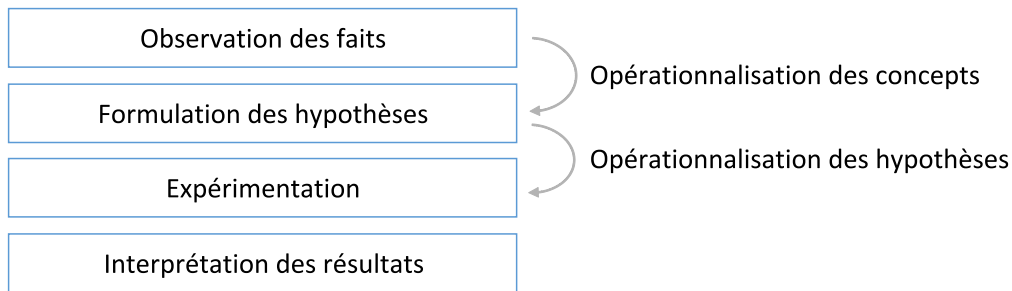 Observation des faits
Opérationnalisation des concepts
Formulation des hypothèses
Opérationnalisation des hypothèses
Expérimentation
Interprétation des résultats